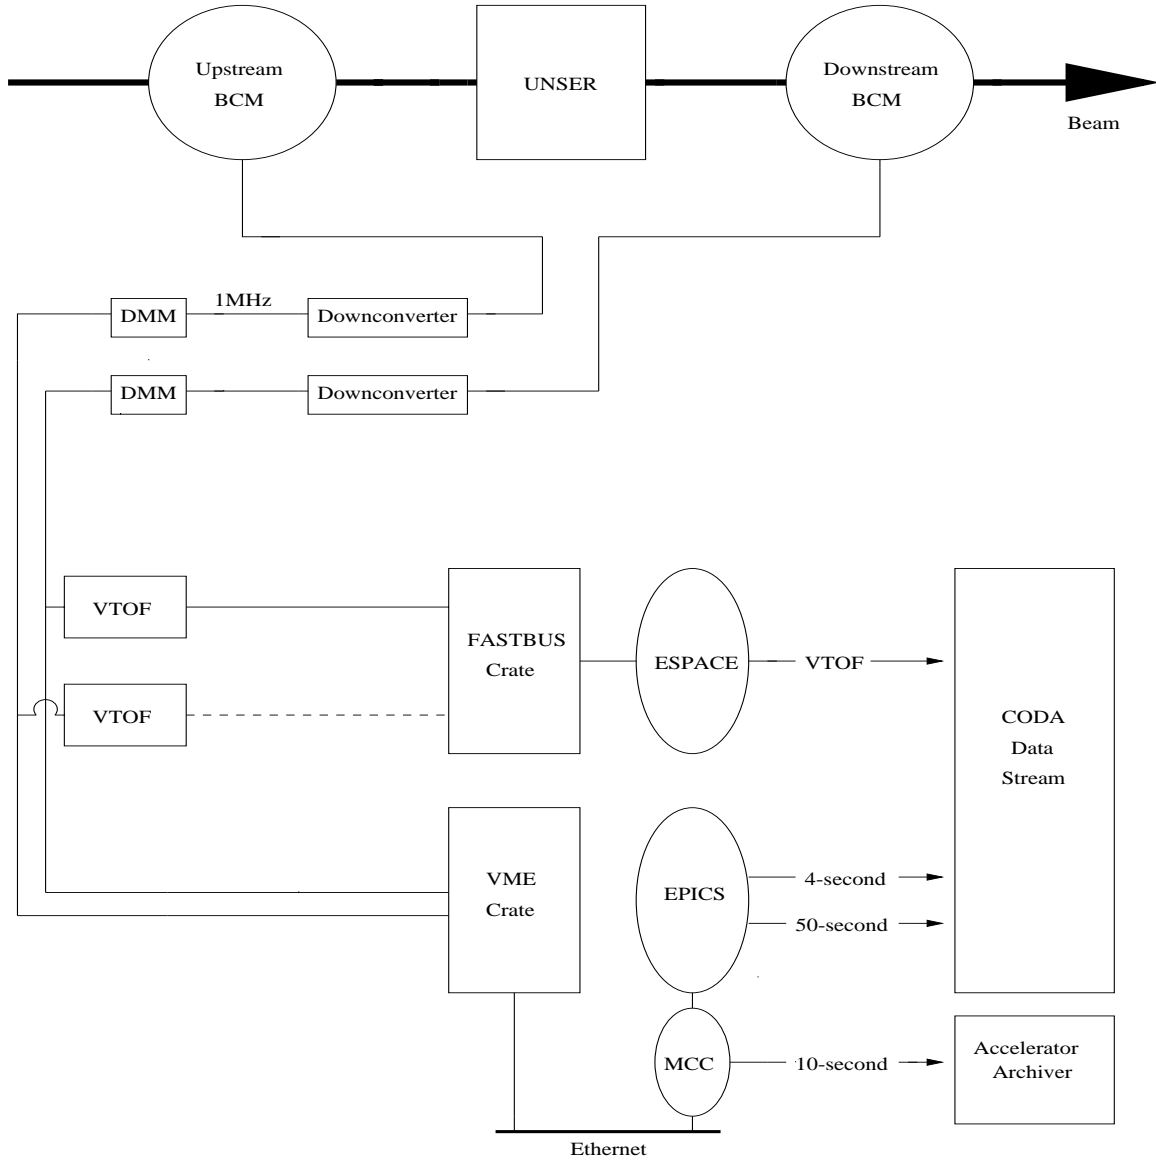 Upstream
BCM
UNSER
Downstream
BCM
Beam
1MHz
DMM
Downconverter
DMM
Downconverter
VTOF
FASTBUS
Crate
ESPACE
VTOF
VTOF
CODA
Data
Stream
VME
Crate
EPICS
4-second
50-second
MCC
10-second
Accelerator
Archiver
Ethernet